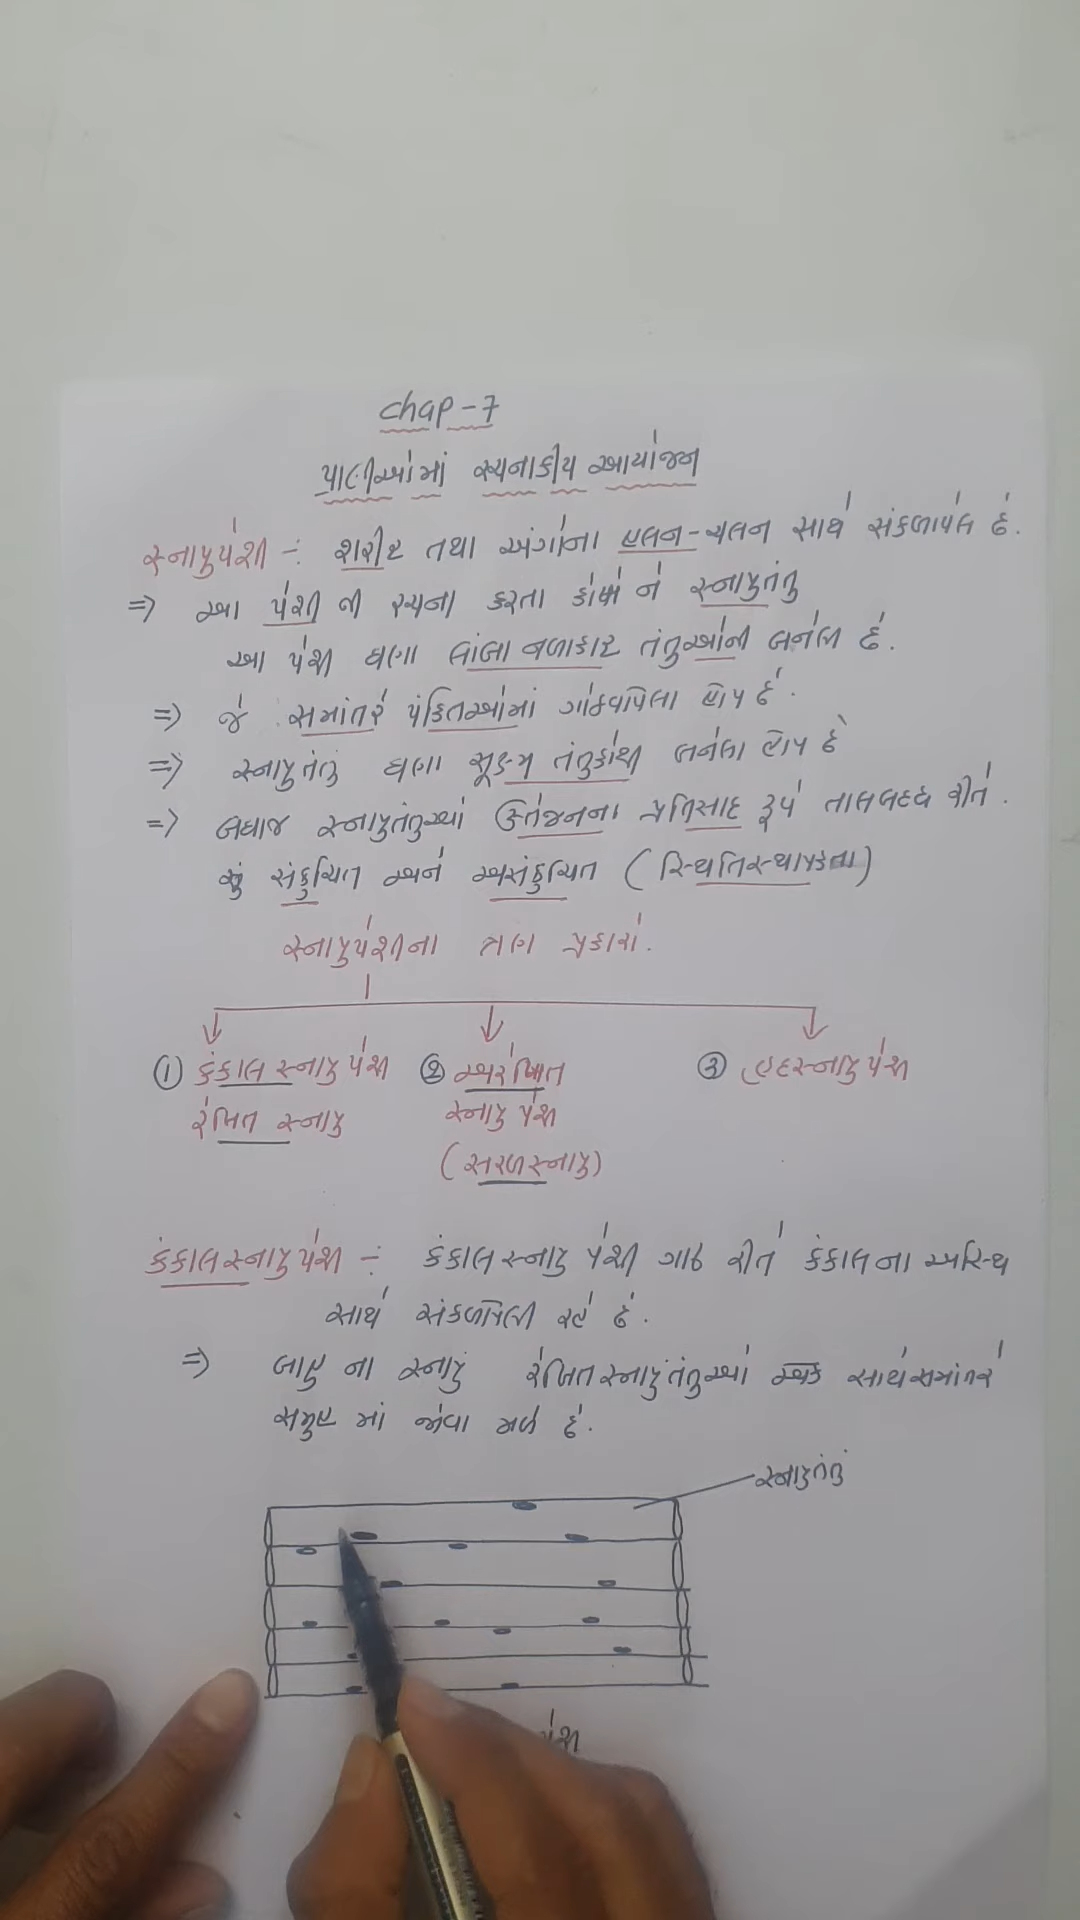 chap-7
પ્રાણીઓમાં રચનાકીય આયોજન
સ્નાયુપેશી ÷ શરીર તથા અંગોના હલન-ચલન સાથે સંકળાયેલ છે.
⇒ આ પેશી ની રચના કરતા કોષો ને સ્નાયુતંતુ
આ પેશી ઘણા લાંબા નળાકાર તંતુઓની બનેલી છે.
⇒ જે સમાંતરે પંક્તિઓમાં ગોઠવાયેલા હોય છે.
⇒ સ્નાયુતંતુ ઘણા સૂક્ષ્મ તંતુકોથી બનેલા હોય છે
⇒ બધાજ સ્નાયુતંતુઓ ઉત્તેજનના પ્રતિસાદ રૂપે તાલબદ્ધ રીતે.
સંકુચિત અને અસંકુચિત (સ્થિતિસ્થાપકતા)
સ્નાયુપેશીના ત્રણ પ્રકારો.
① કંકાલસ્નાયુ પેશી ② અરેખિત ③ હૃદસ્નાયુ પેશી
રેખિત સ્નાયુ સ્નાયુ પેશી
(સરળસ્નાયુ)
કંકાલસ્નાયુ પેશી ÷ કંકાલ સ્નાયુ પેશી ગાઢ રીતે કંકાલના અસ્થિ
સાથે સંકળાયેલી રહે છે.
⇒ બાહુ ના સ્નાયુ રેખિતસ્નાયુતંતુઓ એક સાથે સમાંતરે
સમુહ માં જોવા મળે છે.
સ્નાયુતંતુ
પેશી